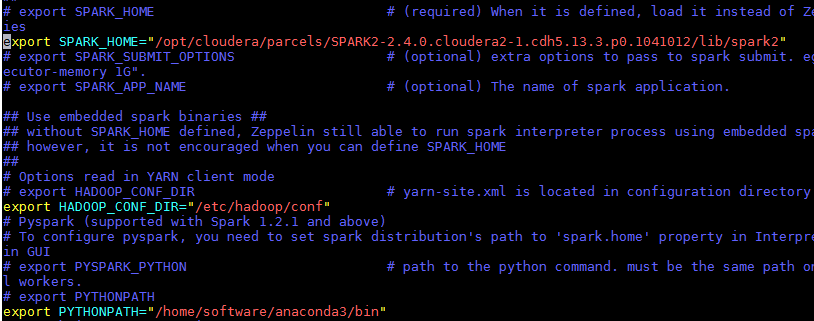 ##
# export SPARK_HOME # (required) When it is defined, load it instead of Ze
ies
export SPARK_HOME="/opt/cloudera/parcels/SPARK2-2.4.0.cloudera2-1.cdh5.13.3.p0.1041012/lib/spark2"
# export SPARK_SUBMIT_OPTIONS # (optional) extra options to pass to spark submit. eg
ecutor-memory 1G".
# export SPARK_APP_NAME # (optional) The name of spark application.
## Use embedded spark binaries ##
## without SPARK_HOME defined, Zeppelin still able to run spark interpreter process using embedded spa
## however, it is not encouraged when you can define SPARK_HOME
##
# Options read in YARN client mode
# export HADOOP_CONF_DIR # yarn-site.xml is located in configuration directory
export HADOOP_CONF_DIR="/etc/hadoop/conf"
# Pyspark (supported with Spark 1.2.1 and above)
# To configure pyspark, you need to set spark distribution's path to 'spark.home' property in Interpre
in GUI
# export PYSPARK_PYTHON # path to the python command. must be the same path on
l workers.
# export PYTHONPATH
export PYTHONPATH="/home/software/anaconda3/bin"